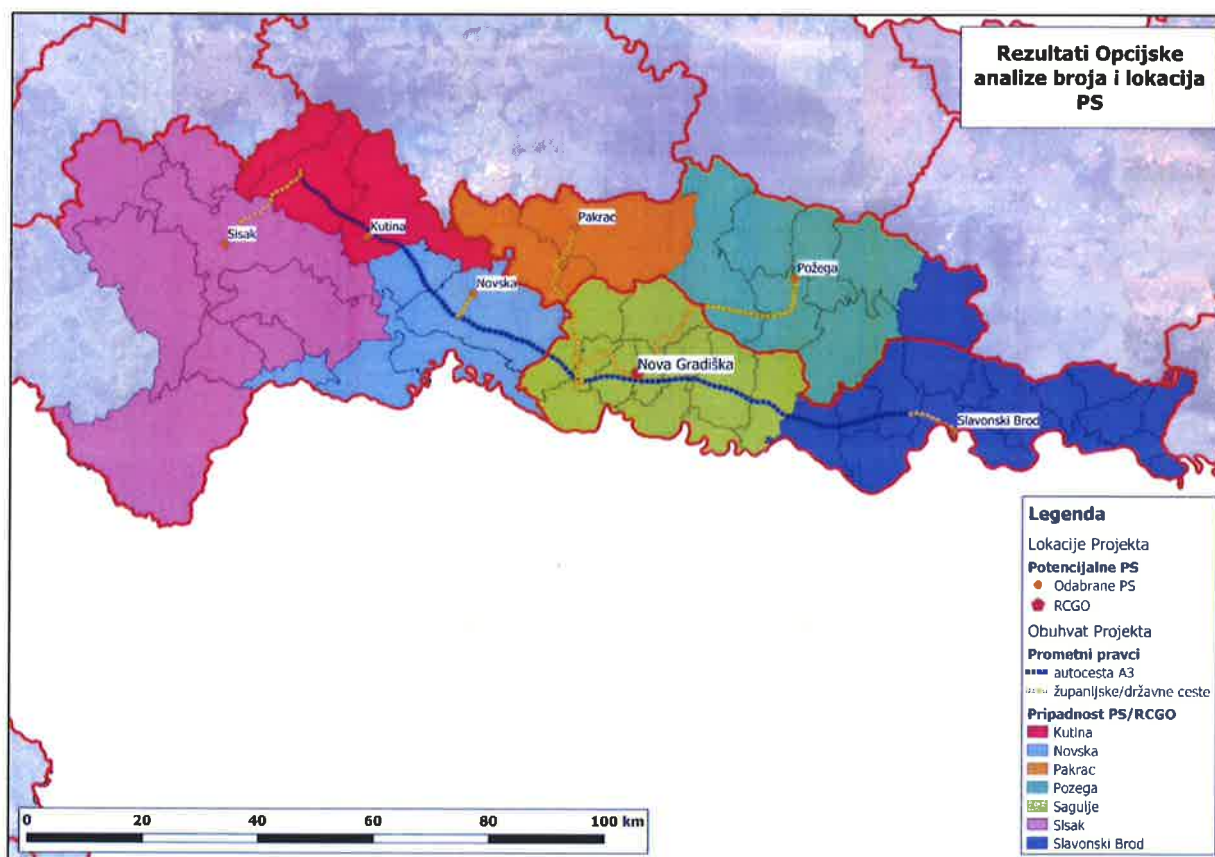 Rezultati Opcijske
analize broja i lokacija
PS
Pakrac
Sisak
Kutina
Požega
Novska
Nova Gradiška
Slavonski Brod
Legenda
Lokacije Projekta
Potencijalne PS
Odabrane PS
RCGO
Obuhvat Projekta
Prometni pravci
autocesta A3
županijske/državne ceste
Pripadnost PS/RCGO
Kutina
Novska
Pakrac
Pozega
Sagulje
Sisak
Slavonski Brod
0 20 40 60 80 100 km